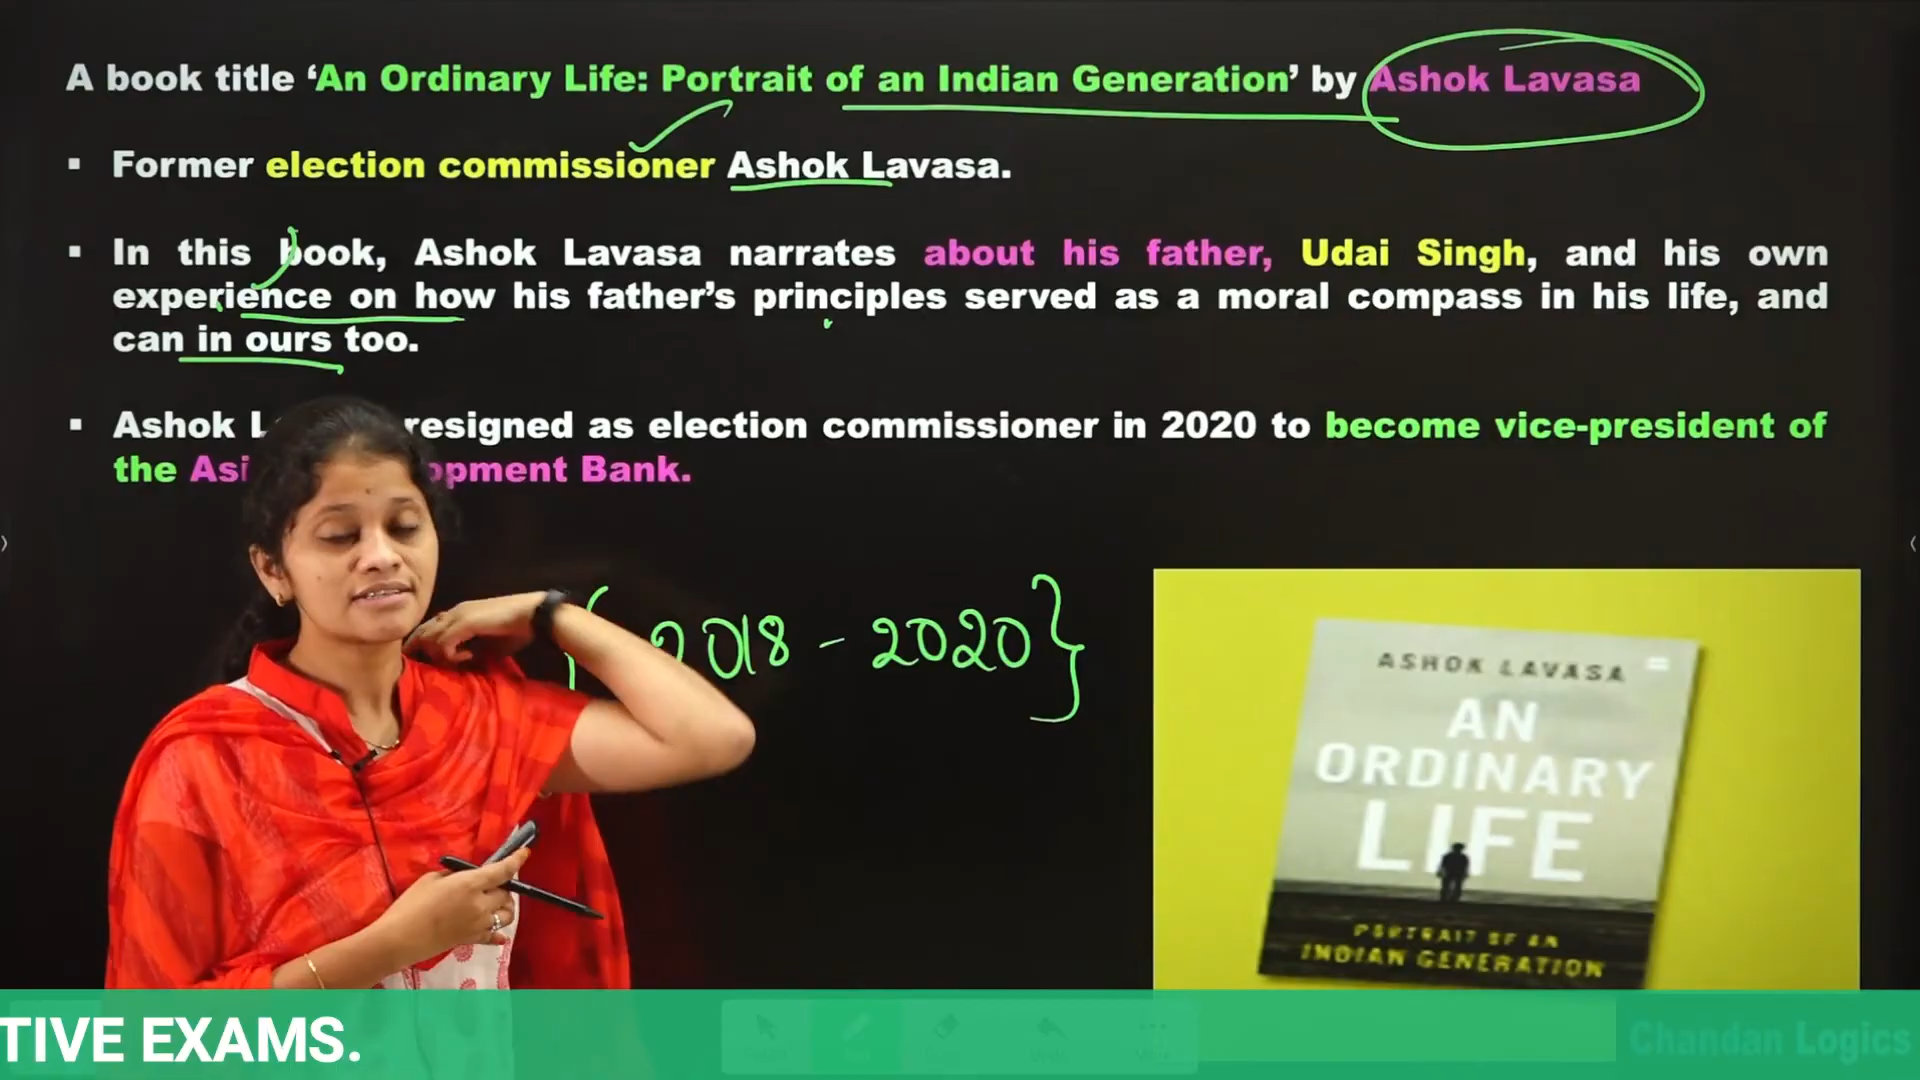 A book title ‘An Ordinary Life: Portrait of an Indian Generation’ by Ashok Lavasa
▪ Former election commissioner Ashok Lavasa.
▪ In this book, Ashok Lavasa narrates about his father, Udai Singh, and his own
experience on how his father’s principles served as a moral compass in his life, and
can in ours too.
▪ Ashok resigned as election commissioner in 2020 to become vice-president of
the Bank.
{ 2018 - 2020 }
ASHOK LAVASA
AN
ORDINARY
LIFE
PORTRAIT OF AN
INDIAN GENERATION
TIVE EXAMS.
Chandan Logics